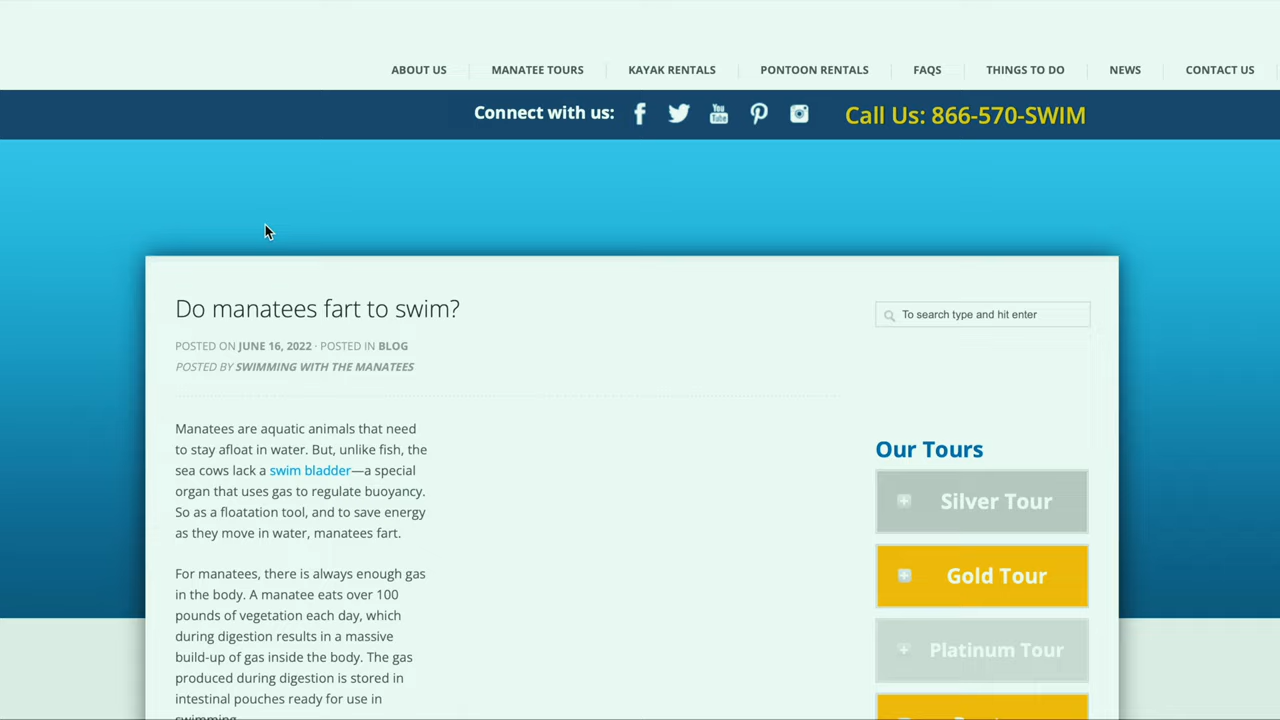 ABOUT US MANATEE TOURS KAYAK RENTALS PONTOON RENTALS FAQS THINGS TO DO NEWS CONTACT US
Connect with us: You Tube Call Us: 866-570-SWIM
Do manatees fart to swim?
POSTED ON JUNE 16, 2022 · POSTED IN BLOG
POSTED BY SWIMMING WITH THE MANATEES
Manatees are aquatic animals that need
to stay afloat in water. But, unlike fish, the
sea cows lack a swim bladder—a special
organ that uses gas to regulate buoyancy.
So as a floatation tool, and to save energy
as they move in water, manatees fart.
For manatees, there is always enough gas
in the body. A manatee eats over 100
pounds of vegetation each day, which
during digestion results in a massive
build-up of gas inside the body. The gas
produced during digestion is stored in
intestinal pouches ready for use in
swimming.
To search type and hit enter
Our Tours
Silver Tour
Gold Tour
Platinum Tour